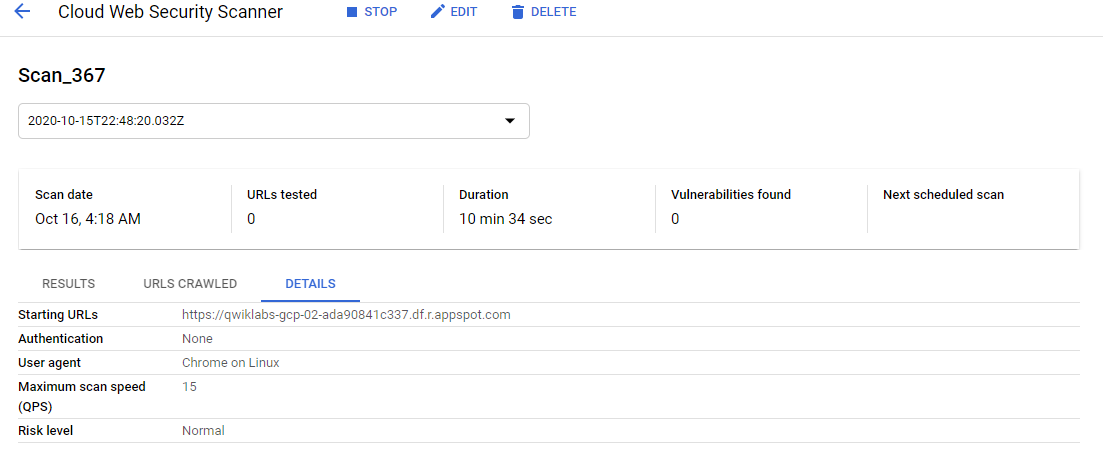 Cloud Web Security Scanner STOP EDIT DELETE
Scan_367
2020-10-15T22:48:20.032Z
Scan date URLs tested Duration Vulnerabilities found Next scheduled scan
Oct 16, 4:18 AM 0 10 min 34 sec 0
RESULTS URLS CRAWLED DETAILS
Starting URLs https://qwiklabs-gcp-02-ada90841c337.df.r.appspot.com
Authentication None
User agent Chrome on Linux
Maximum scan speed 15
(QPS)
Risk level Normal